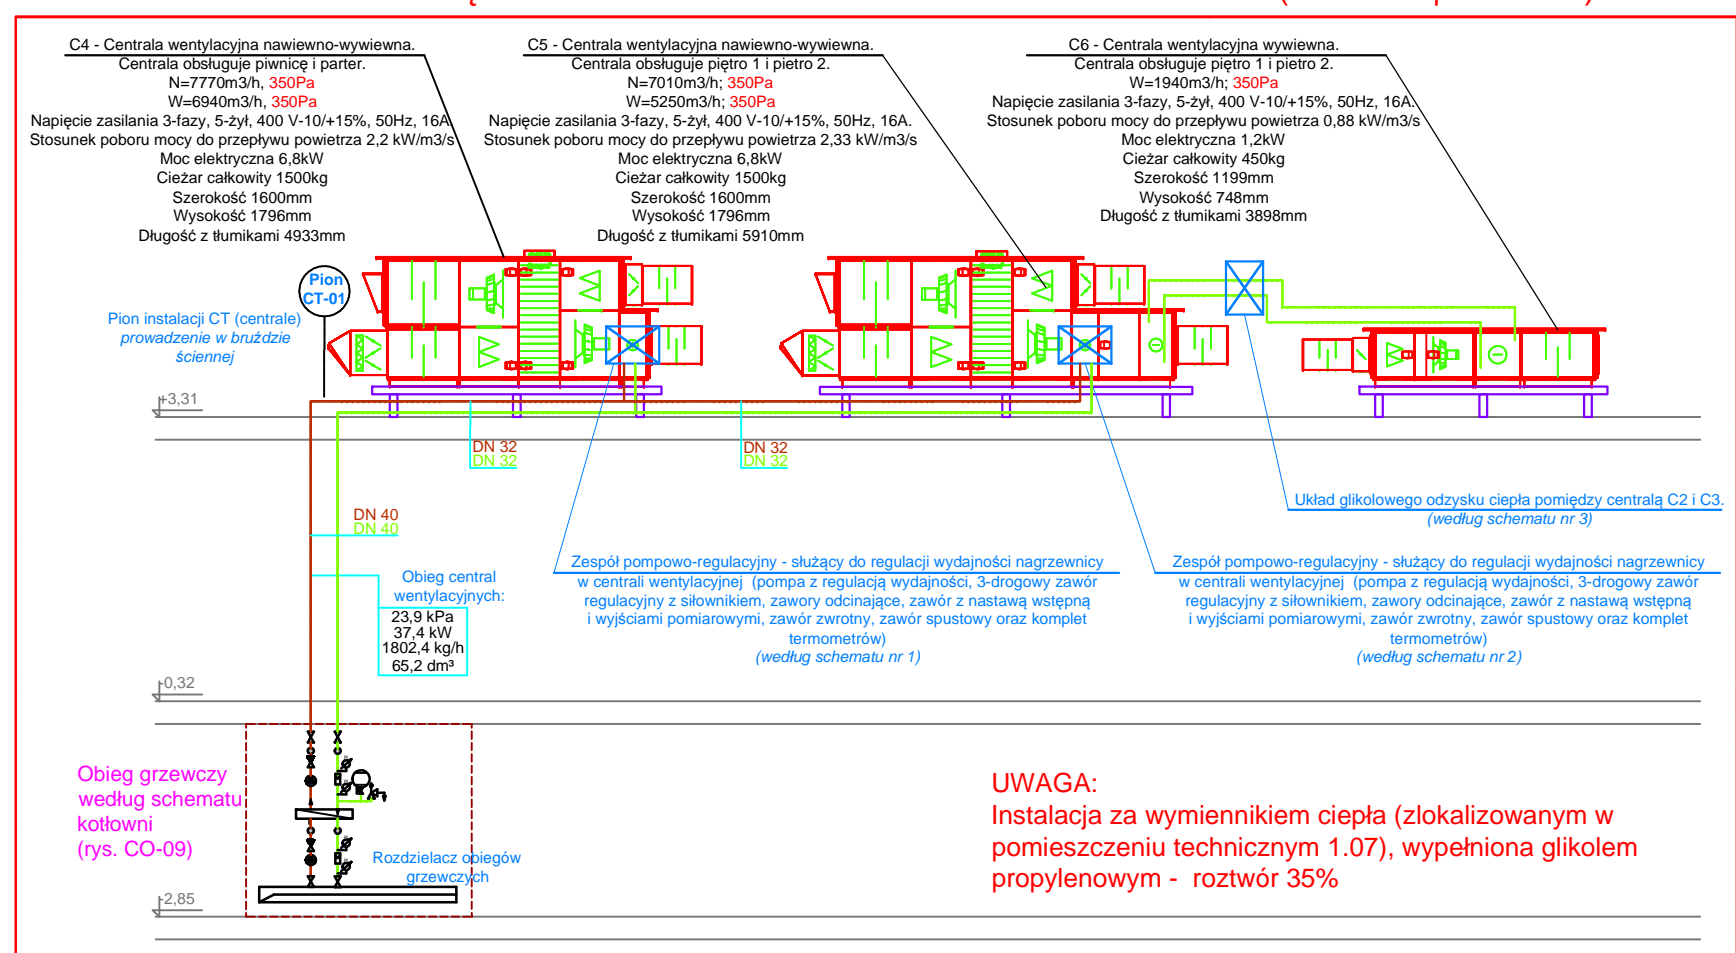 C4 - Centrala wentylacyjna nawiewno-wywiewna.
Centrala obsługuje piwnicę i parter.
N=7770m3/h, 350Pa
W=6940m3/h, 350Pa
Napięcie zasilania 3-fazy, 5-żył, 400 V-10/+15%, 50Hz, 16A
Stosunek poboru mocy do przepływu powietrza 2,2 kW/m3/s
Moc elektryczna 6,8kW
Cieżar całkowity 1500kg
Szerokość 1600mm
Wysokość 1796mm
Długość z tłumikami 4933mm
C5 - Centrala wentylacyjna nawiewno-wywiewna.
Centrala obsługuje piętro 1 i pietro 2.
N=7010m3/h; 350Pa
W=5250m3/h; 350Pa
Napięcie zasilania 3-fazy, 5-żył, 400 V-10/+15%, 50Hz, 16A.
Stosunek poboru mocy do przepływu powietrza 2,33 kW/m3/s
Moc elektryczna 6,8kW
Cieżar całkowity 1500kg
Szerokość 1600mm
Wysokość 1796mm
Długość z tłumikami 5910mm
C6 - Centrala wentylacyjna wywiewna.
Centrala obsługuje piętro 1 i pietro 2.
W=1940m3/h; 350Pa
Napięcie zasilania 3-fazy, 5-żył, 400 V-10/+15%, 50Hz, 16A.
Stosunek poboru mocy do przepływu powietrza 0,88 kW/m3/s
Moc elektryczna 1,2kW
Cieżar całkowity 450kg
Szerokość 1199mm
Wysokość 748mm
Długość z tłumikami 3898mm
Pion
CT-01
Pion instalacji CT (centrale)
prowadzenie w bruździe
ściennej
+3,31
DN 32
DN 32
DN 32
DN 32
DN 40
DN 40
Układ glikolowego odzysku ciepła pomiędzy centralą C2 i C3.
(według schematu nr 3)
Obieg central
wentylacyjnych:
23,9 kPa
37,4 kW
1802,4 kg/h
65,2 dm³
Zespół pompowo-regulacyjny - służący do regulacji wydajności nagrzewnicy
w centrali wentylacyjnej (pompa z regulacją wydajności, 3-drogowy zawór
regulacyjny z siłownikiem, zawory odcinające, zawór z nastawą wstępną
i wyjściami pomiarowymi, zawór zwrotny, zawór spustowy oraz komplet
termometrów)
(według schematu nr 1)
Zespół pompowo-regulacyjny - służący do regulacji wydajności nagrzewnicy
w centrali wentylacyjnej (pompa z regulacją wydajności, 3-drogowy zawór
regulacyjny z siłownikiem, zawory odcinające, zawór z nastawą wstępną
i wyjściami pomiarowymi, zawór zwrotny, zawór spustowy oraz komplet
termometrów)
(według schematu nr 2)
-0,32
Obieg grzewczy
według schematu
kotłowni
(rys. CO-09)
Rozdzielacz obiegów
grzewczych
-2,85
UWAGA:
Instalacja za wymiennikiem ciepła (zlokalizowanym w
pomieszczeniu technicznym 1.07), wypełniona glikolem
propylenowym - roztwór 35%